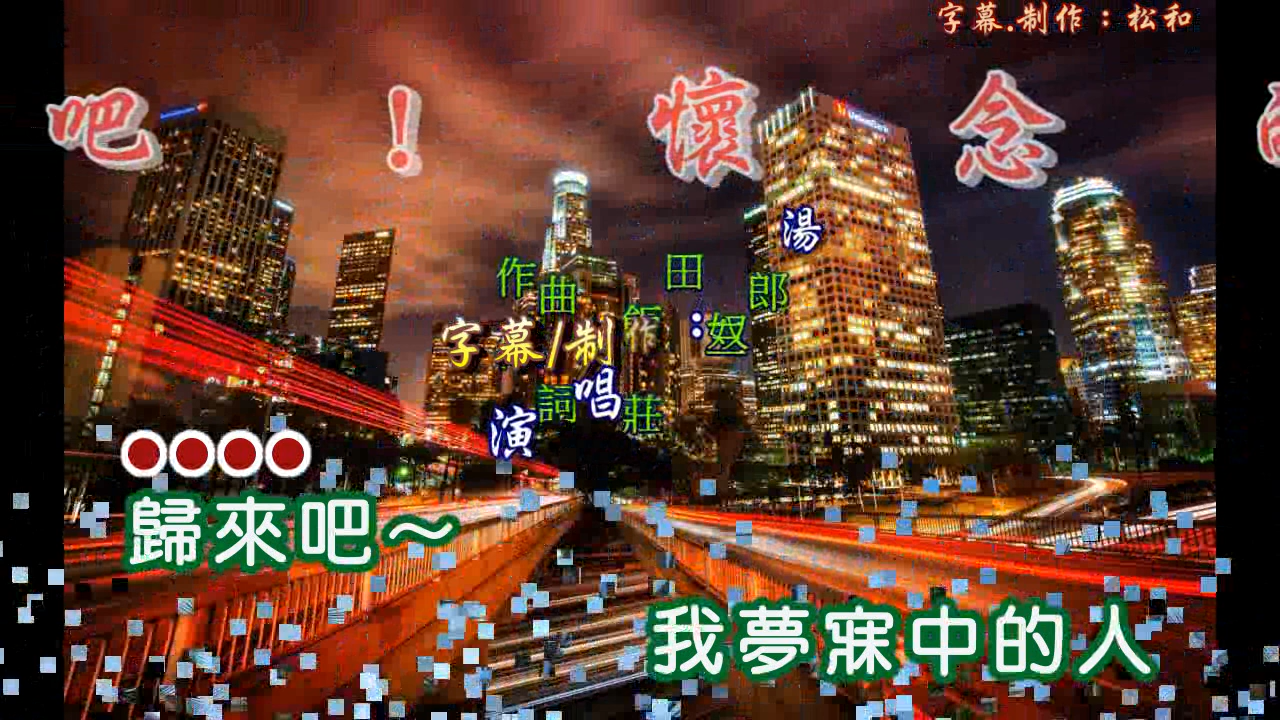 字幕.制作：松和
吧！懷念
湯
作曲 田郎
字幕/制作：奴
詞 莊
演唱
歸來吧～
我夢寐中的人